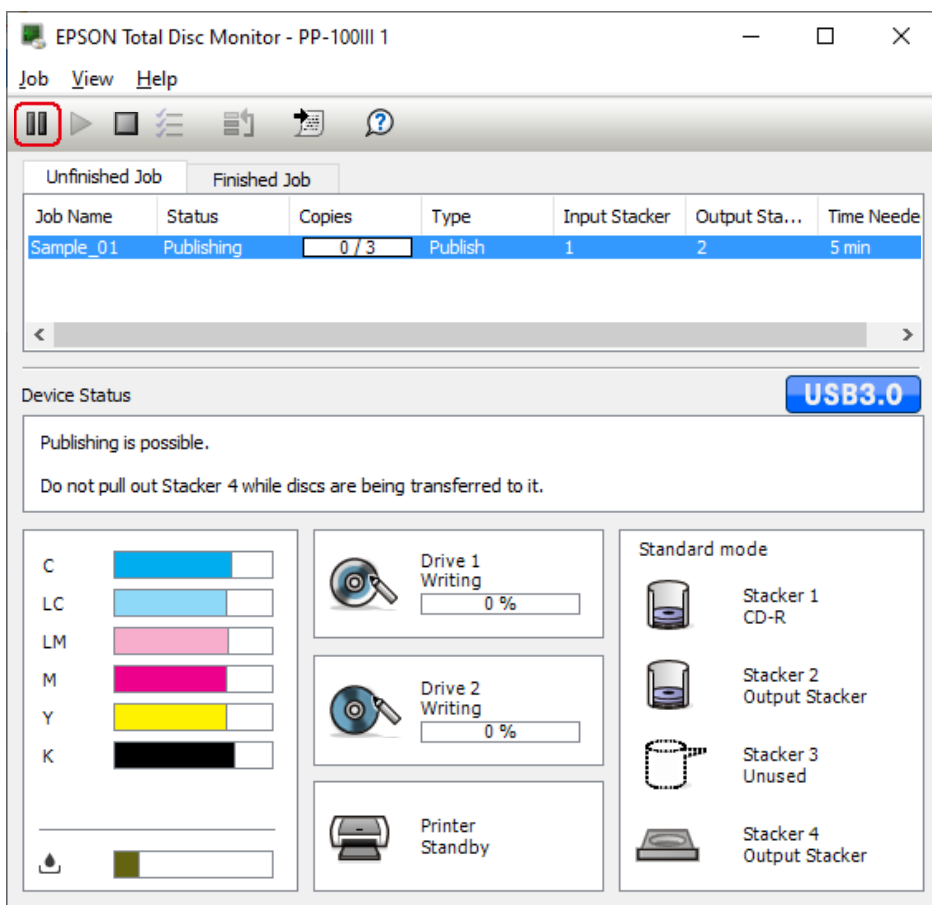 EPSON Total Disc Monitor - PP-100III 1
Job View Help
Unfinished Job Finished Job
Job Name Status Copies Type Input Stacker Output Sta... Time Neede
Sample_01 Publishing 0 / 3 Publish 1 2 5 min
Device Status
USB3.0
Publishing is possible.
Do not pull out Stacker 4 while discs are being transferred to it.
C
LC
LM
M
Y
K
Drive 1
Writing
0 %
Drive 2
Writing
0 %
Printer
Standby
Standard mode
Stacker 1
CD-R
Stacker 2
Output Stacker
Stacker 3
Unused
Stacker 4
Output Stacker